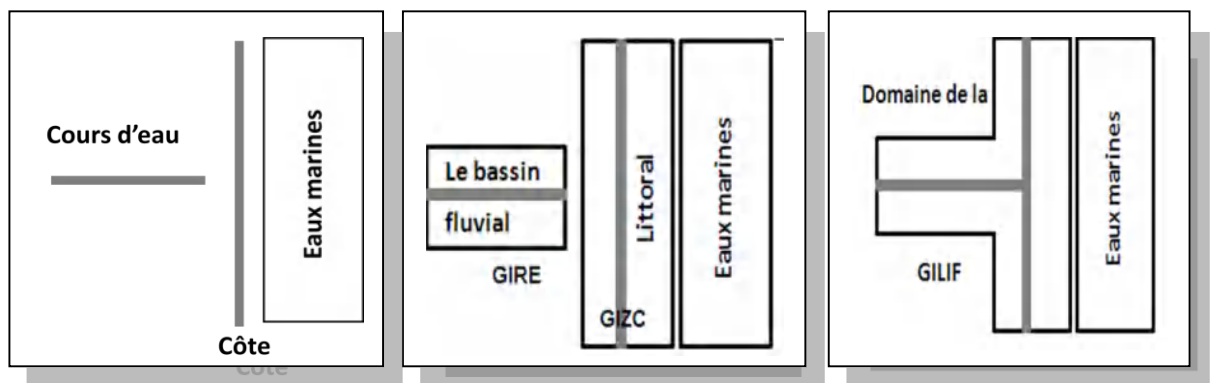 Cours d'eau
Eaux marines
Côte
Côte
Le bassin
fluvial
GIRE
Littoral
GIZC
Eaux marines
Domaine de la
GILIF
Eaux marines